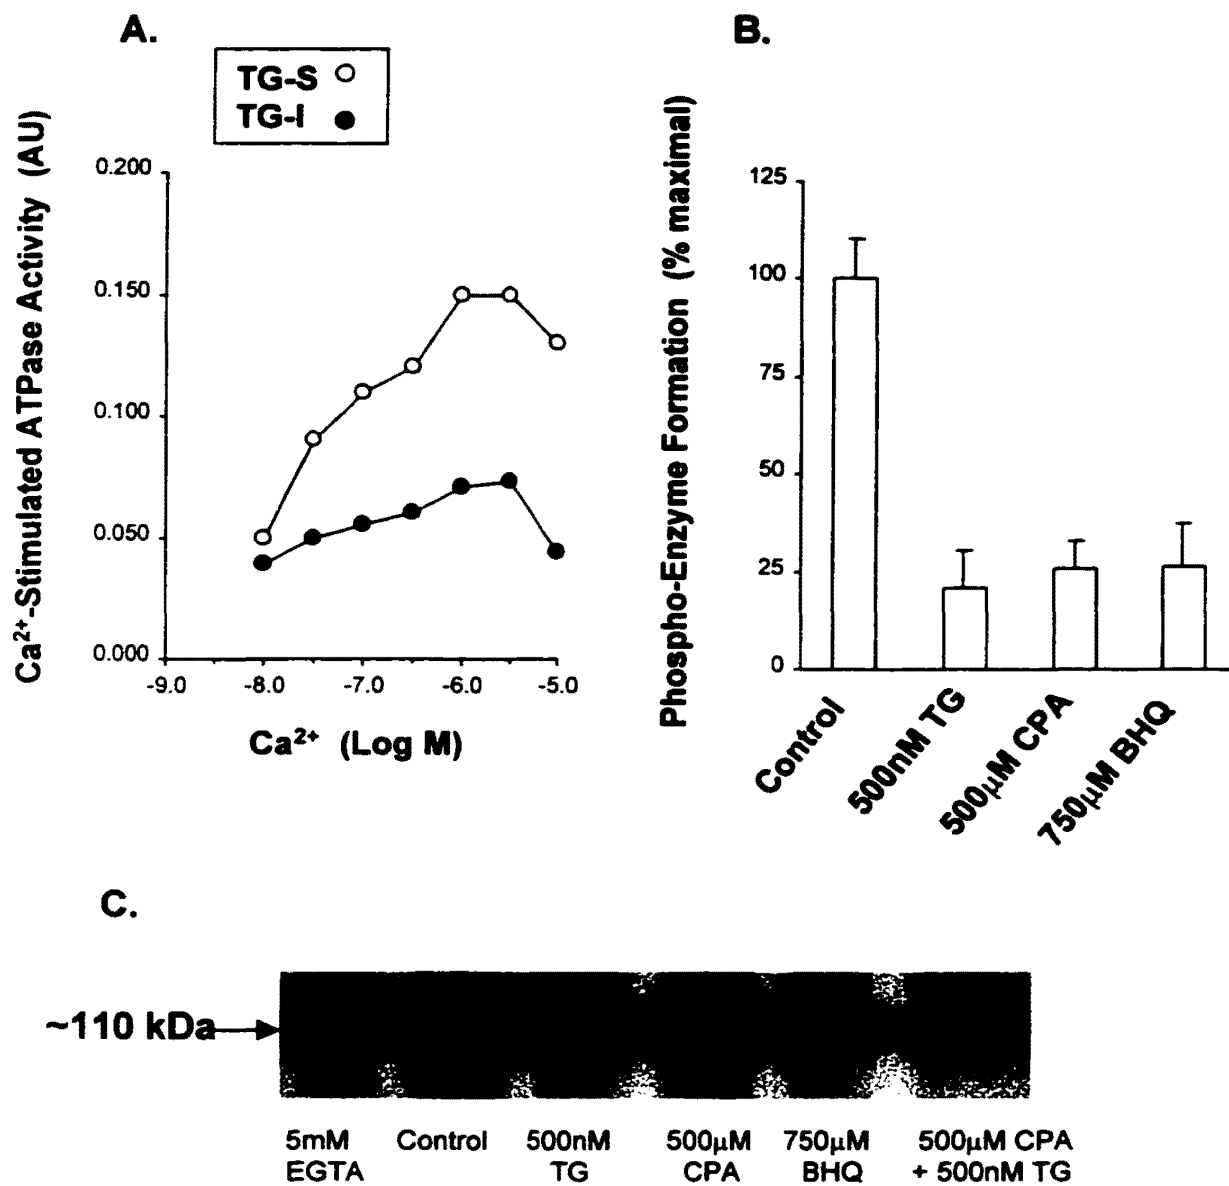 A.
TG-S
TG-I
Ca²⁺-Stimulated ATPase Activity (AU)
0.200
0.150
0.100
0.050
0.000
-9.0 -8.0 -7.0 -6.0 -5.0
Ca²⁺ (Log M)
B.
Phospho-Enzyme Formation (% maximal)
125
100
75
50
25
0
Control
500nM TG
500µM CPA
750µM BHQ
C.
~110 kDa
5mM EGTA
Control
500nM TG
500µM CPA
750µM BHQ
500µM CPA + 500nM TG